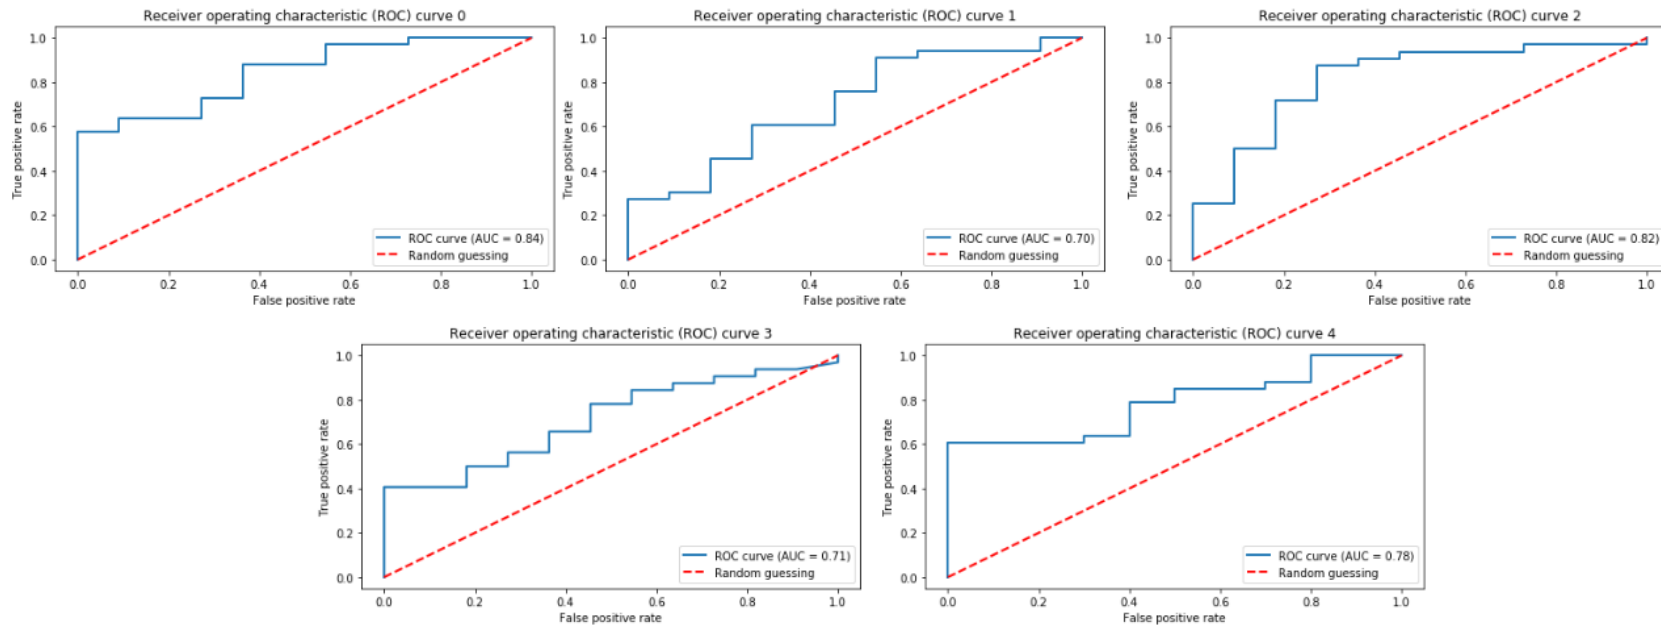 Receiver operating characteristic (ROC) curve 0
1.0
0.8
0.6
0.4
0.2
0.0
True positive rate
ROC curve (AUC = 0.84)
Random guessing
0.0 0.2 0.4 0.6 0.8 1.0
False positive rate
Receiver operating characteristic (ROC) curve 1
1.0
0.8
0.6
0.4
0.2
0.0
True positive rate
ROC curve (AUC = 0.70)
Random guessing
0.0 0.2 0.4 0.6 0.8 1.0
False positive rate
Receiver operating characteristic (ROC) curve 2
1.0
0.8
0.6
0.4
0.2
0.0
True positive rate
ROC curve (AUC = 0.82)
Random guessing
0.0 0.2 0.4 0.6 0.8 1.0
False positive rate
Receiver operating characteristic (ROC) curve 3
1.0
0.8
0.6
0.4
0.2
0.0
True positive rate
ROC curve (AUC = 0.71)
Random guessing
0.0 0.2 0.4 0.6 0.8 1.0
False positive rate
Receiver operating characteristic (ROC) curve 4
1.0
0.8
0.6
0.4
0.2
0.0
True positive rate
ROC curve (AUC = 0.78)
Random guessing
0.0 0.2 0.4 0.6 0.8 1.0
False positive rate